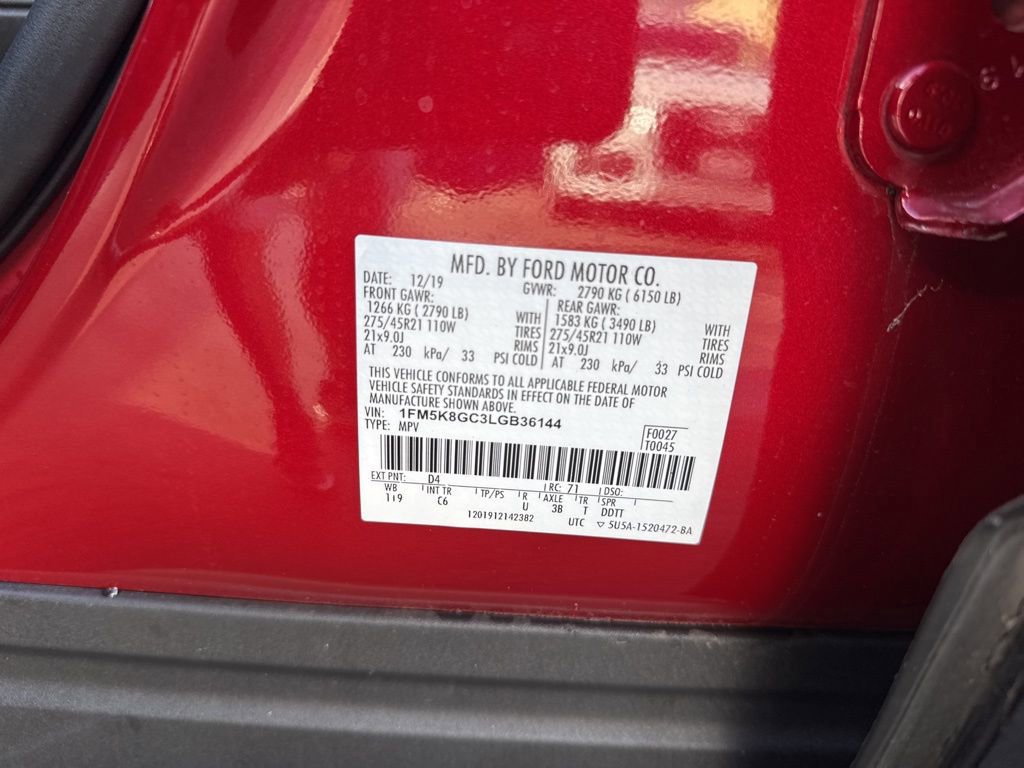 MFD. BY FORD MOTOR CO.
DATE: 12/19 GVWR: 2790 KG ( 6150 LB)
FRONT GAWR: REAR GAWR:
1266 KG ( 2790 LB) WITH 1583 KG ( 3490 LB) WITH
275/45R21 110W TIRES 275/45R21 110W TIRES
21x9.0J RIMS 21x9.0J RIMS
AT 230 kPa/ 33 PSI COLD AT 230 kPa/ 33 PSI COLD
THIS VEHICLE CONFORMS TO ALL APPLICABLE FEDERAL MOTOR
VEHICLE SAFETY STANDARDS IN EFFECT ON THE DATE OF
MANUFACTURE SHOWN ABOVE.
VIN: 1FM5K8GC3LGB36144
TYPE: MPV
F0027
T0045
EXT PNT: D4 RC: 71 DSO:
WB INT TR TP/PS R AXLE TR SPR
119 C6 U 3B T DDTT
1201912142382 UTC ▽ 5U5A-1520472-BA